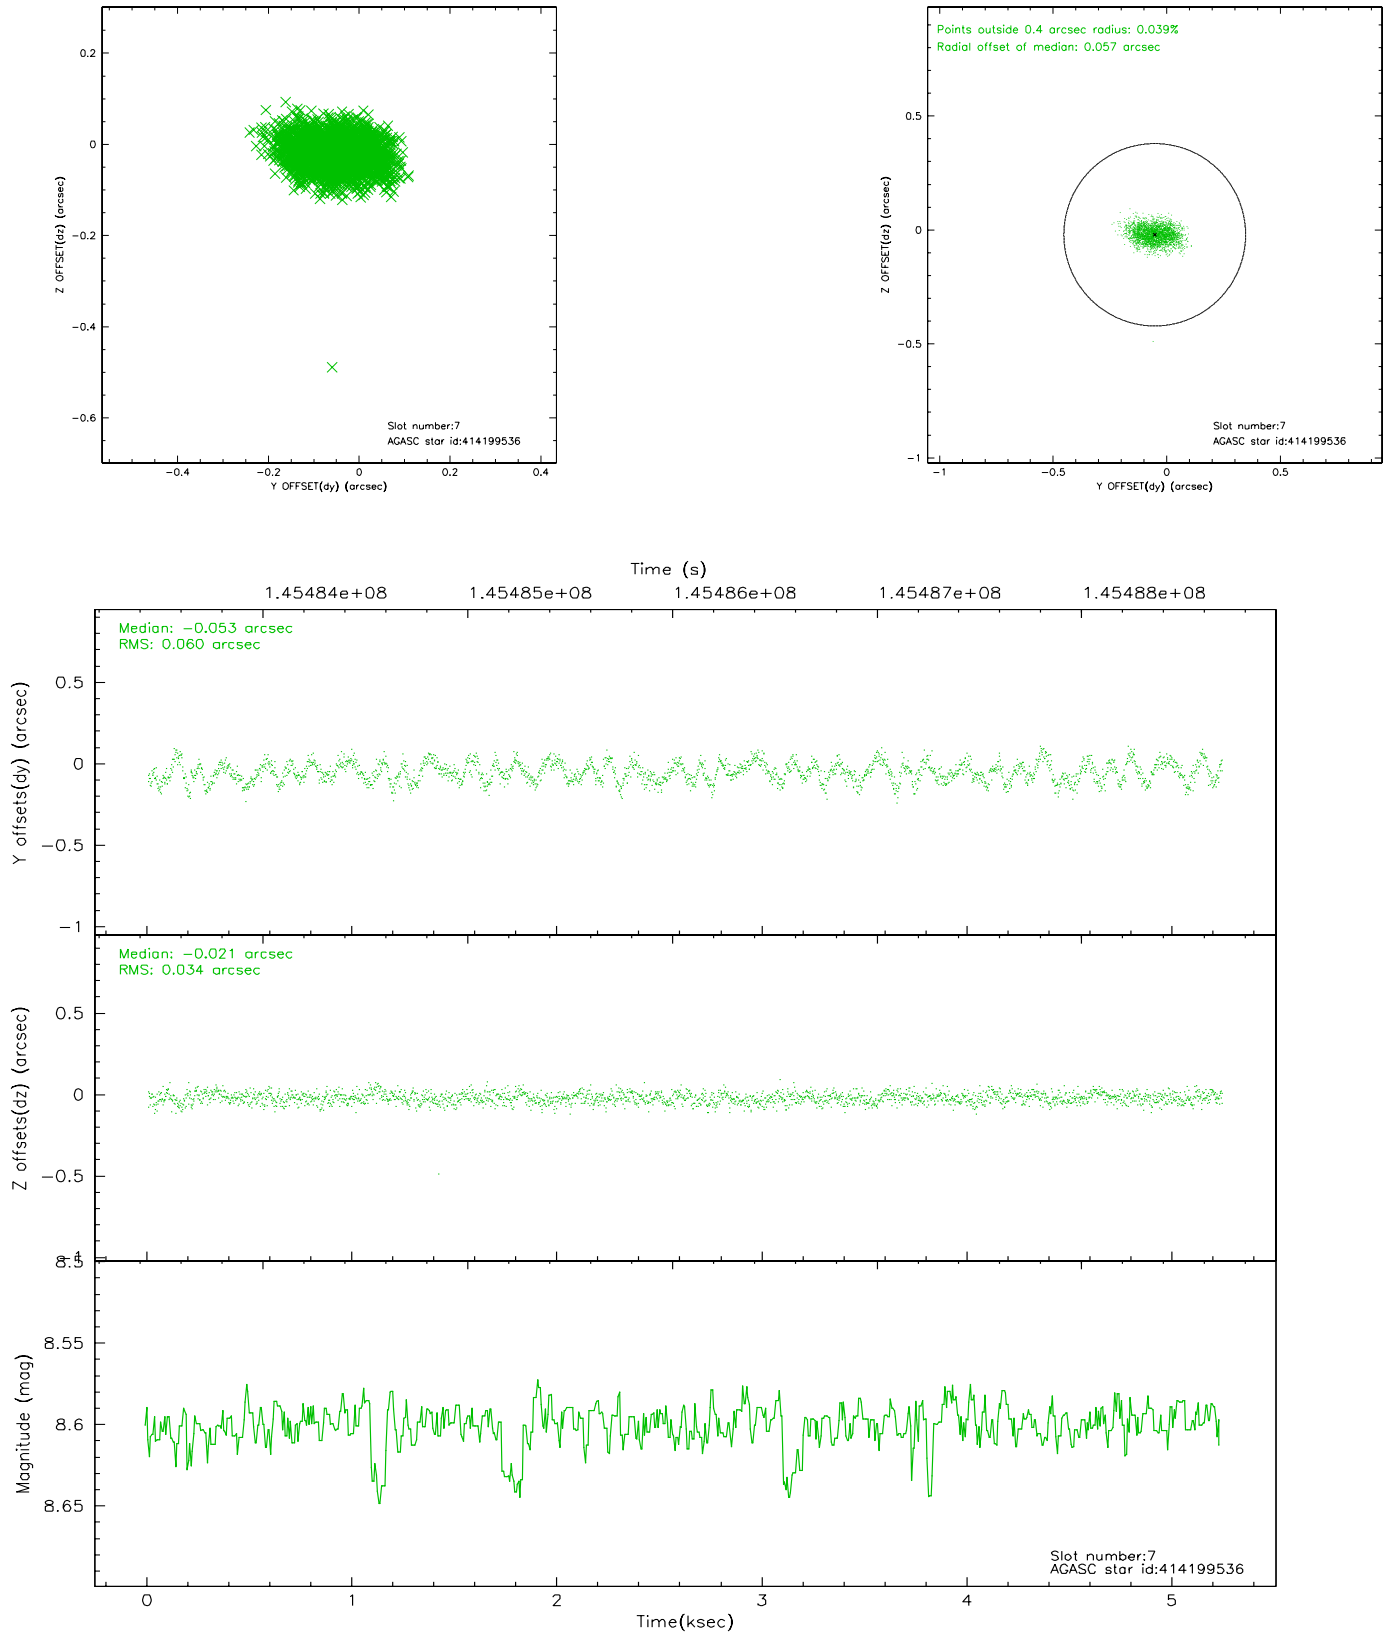 0.2
0
−0.2
−0.4
−0.6
Z OFFSET(dz) (arcsec)
Slot number:7
AGASC star id:414199536
−0.4 −0.2 0 0.2 0.4
Y OFFSET(dy) (arcsec)
Points outside 0.4 arcsec radius: 0.039%
Radial offset of median: 0.057 arcsec
0.5
0
−0.5
−1
Z OFFSET(dz) (arcsec)
Slot number:7
AGASC star id:414199536
−1 −0.5 0 0.5
Y OFFSET(dy) (arcsec)
Time (s)
1.45484e+08 1.45485e+08 1.45486e+08 1.45487e+08 1.45488e+08
Median: −0.053 arcsec
RMS: 0.060 arcsec
0.5
0
−0.5
−1
Y offsets(dy) (arcsec)
Median: −0.021 arcsec
RMS: 0.034 arcsec
0.5
0
−0.5
−1
Z offsets(dz) (arcsec)
8.5
8.55
8.6
8.65
Magnitude (mag)
Slot number:7
AGASC star id:414199536
0 1 2 3 4 5
Time(ksec)